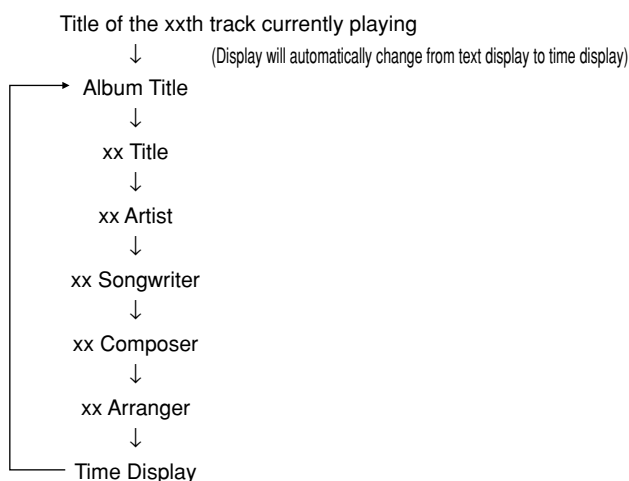 Title of the xxth track currently playing
↓ (Display will automatically change from text display to time display)
Album Title
↓
xx Title
↓
xx Artist
↓
xx Songwriter
↓
xx Composer
↓
xx Arranger
↓
Time Display